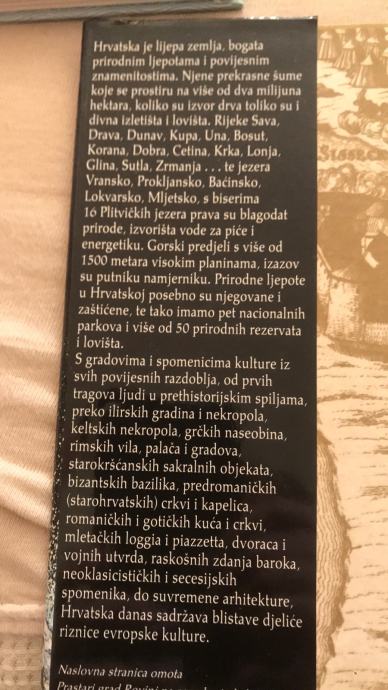 Hrvatska je lijepa zemlja, bogata
prirodnim ljepotama i povijesnim
znamenitostima. Njene prekrasne šume
koje se prostiru na više od dva milijuna
hektara, koliko su izvor drva toliko su i
divna izletišta i lovišta. Rijeke Sava,
Drava, Dunav, Kupa, Una, Bosut,
Korana, Dobra, Cetina, Krka, Lonja,
Glina, Sutla, Zrmanja . . . te jezera
Vransko, Prokljansko, Baćinsko,
Lokvarsko, Mljetsko, s biserima
16 Plitvičkih jezera prava su blagodat
prirode, izvorišta vode za piće i
energetiku. Gorski predjeli s više od
1500 metara visokim planinama, izazov
su putniku namjerniku. Prirodne ljepote
u Hrvatskoj posebno su njegovane i
zaštićene, te tako imamo pet nacionalnih
parkova i više od 50 prirodnih rezervata
i lovišta.
S gradovima i spomenicima kulture iz
svih povijesnih razdoblja, od prvih
tragova ljudi u prethistorijskim spiljama,
preko ilirskih gradina i nekropola,
keltskih nekropola, grčkih naseobina,
rimskih vila, palača i gradova,
starokršćanskih sakralnih objekata,
bizantskih bazilika, predromaničkih
(starohrvatskih) crkvi i kapelica,
romaničkih i gotičkih kuća i crkvi,
mletačkih loggia i piazzetta, dvoraca i
vojnih utvrda, raskošnih zdanja baroka,
neoklasicističkih i secesijskih
spomenika, do suvremene arhitekture,
Hrvatska danas sadržava blistave djeliće
riznice evropske kulture.
Naslovna stranica omota
Prastari grad Rovinj